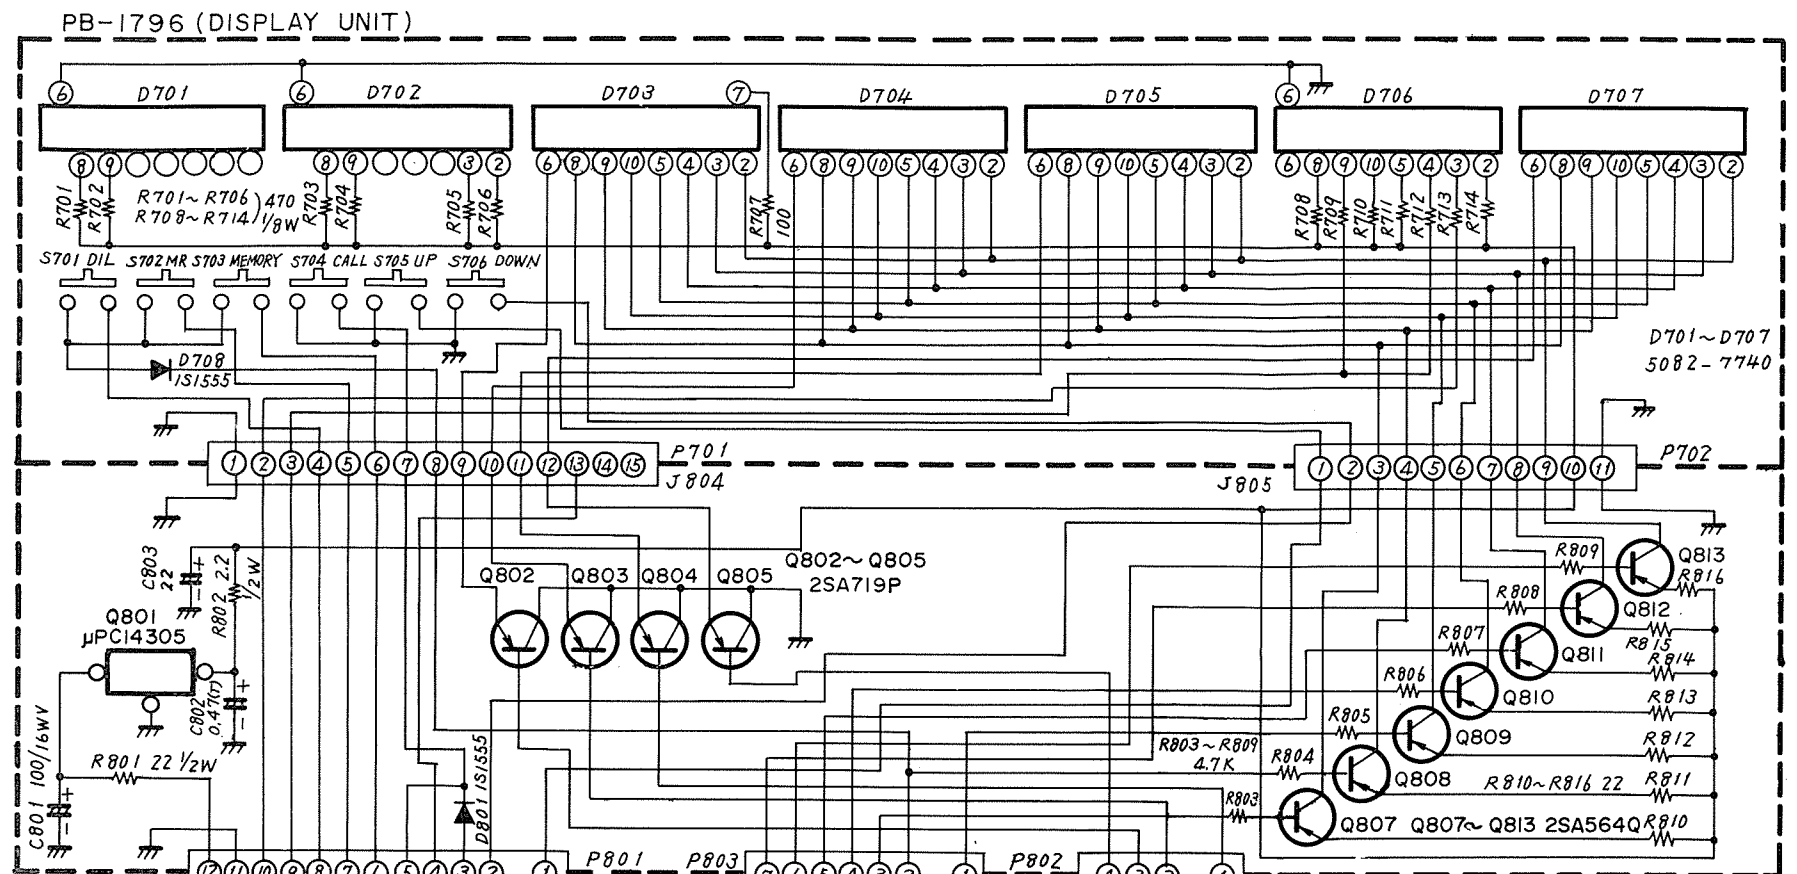 PB-1796 (DISPLAY UNIT)
6 D701 6 D702 D703 7 D704 D705 6 D706 D707
8 9 8 9 3 2 6 8 9 10 5 4 3 2 6 8 9 10 5 4 3 2 6 8 9 10 5 4 3 2 6 8 9 10 5 4 3 2 6 8 9 10 5 4 3 2
R701 R702 R701~R706 ) 470 R703 R704 R705 R706 R707 100 R708 R709 R710 R711 R712 R713 R714
R708~R714 1/8W
S701 DIL S702 MR S703 MEMORY S704 CALL S705 UP S706 DOWN
D708
1S1555
D701~D707
5082-7740
P701 P702
1 2 3 4 5 6 7 8 9 10 11 12 13 14 15 1 2 3 4 5 6 7 8 9 10 11
J804 J805
C803 22
R802 2.2 1/2W
Q802~Q805
2SA719P
Q802 Q803 Q804 Q805
R809 Q813
R816
R808 Q812
R815
Q801
μPC14305
R807 Q811
R814
C802 0.47(T)
R806 Q810
R813
R805 Q809
R812
R803~R809
4.7K
R804 Q808
R810~R816 22 R811
C801 100/16WV
R801 22 1/2W
D801 1S1555
R803 Q807 Q807~Q813 2SA564Q R810
P801 P803 P802